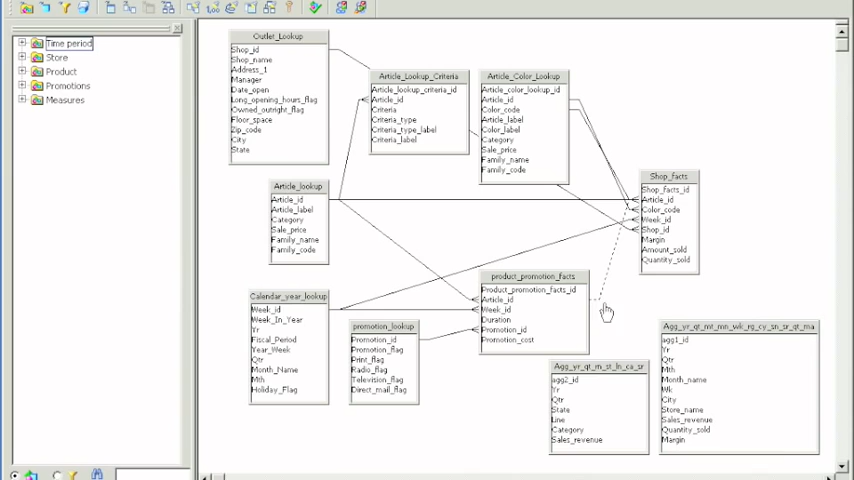 Time period
Store
Product
Promotions
Measures
Outlet_Lookup
Shop_id
Shop_name
Address_1
Manager
Date_open
Long_opening_hours_flag
Owned_outright_flag
Floor_space
Zip_code
City
State
Article_Lookup_Criteria
Article_lookup_criteria_id
Article_id
Criteria
Criteria_type
Criteria_type_label
Criteria_label
Article_Color_Lookup
Article_color_lookup_id
Article_id
Color_code
Article_label
Color_label
Category
Sale_price
Family_name
Family_code
Shop_facts
Shop_facts_id
Article_id
Color_code
Week_id
Shop_id
Margin
Amount_sold
Quantity_sold
Article_lookup
Article_id
Article_label
Category
Sale_price
Family_name
Family_code
product_promotion_facts
Product_promotion_facts_id
Article_id
Week_id
Duration
Promotion_id
Promotion_cost
Calendar_year_lookup
Week_id
Week_In_Year
Yr
Fiscal_Period
Year_Week
Qtr
Month_Name
Mth
Holiday_Flag
promotion_lookup
Promotion_id
Promotion_flag
Print_flag
Radio_flag
Television_flag
Direct_mail_flag
Agg_yr_qt_rn_st_ln_ca_sr
agg2_id
Yr
Qtr
State
Line
Category
Sales_revenue
Agg_yr_qt_mt_mn_wk_rg_cy_sn_sr_qt_ma
agg1_id
Yr
Qtr
Mth
Month_name
Wk
City
Store_name
Sales_revenue
Quantity_sold
Margin